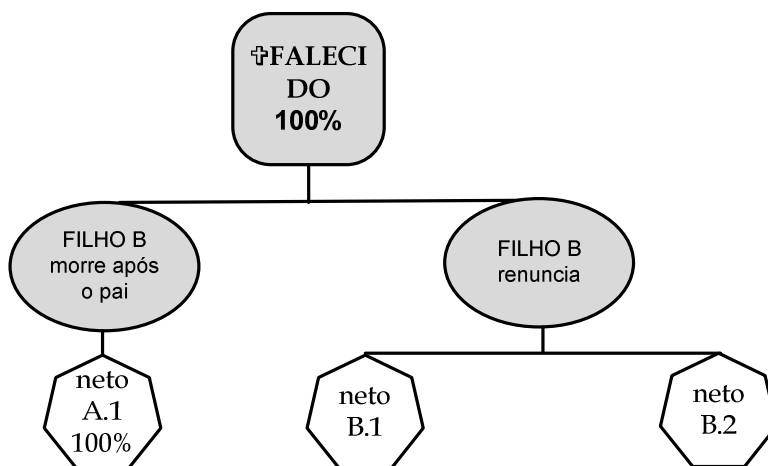 ✞FALECI
DO
100%
FILHO B
morre após
o pai
FILHO B
renuncia
neto
A.1
100%
neto
B.1
neto
B.2